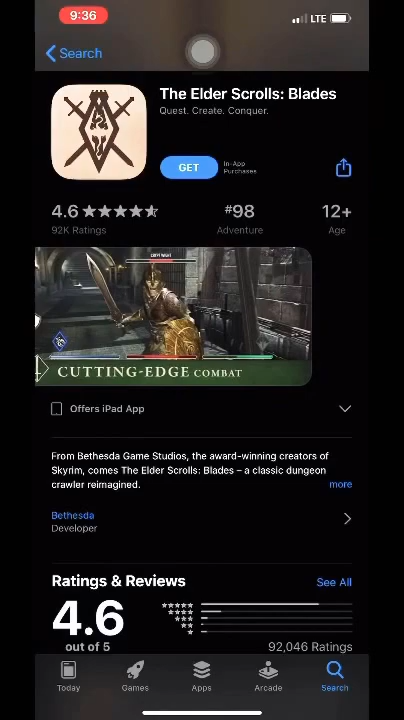 9:36
LTE
Search
The Elder Scrolls: Blades
Quest. Create. Conquer.
GET
In-App
Purchases
4.6 ★★★★★
#98
12+
92K Ratings
Adventure
Age
CRYPT WIGHT
CUTTING-EDGE COMBAT
Offers iPad App
From Bethesda Game Studios, the award-winning creators of
Skyrim, comes The Elder Scrolls: Blades – a classic dungeon
crawler reimagined.
more
Bethesda
Developer
Ratings & Reviews
See All
4.6
out of 5
92,046 Ratings
Today
Games
Apps
Arcade
Search